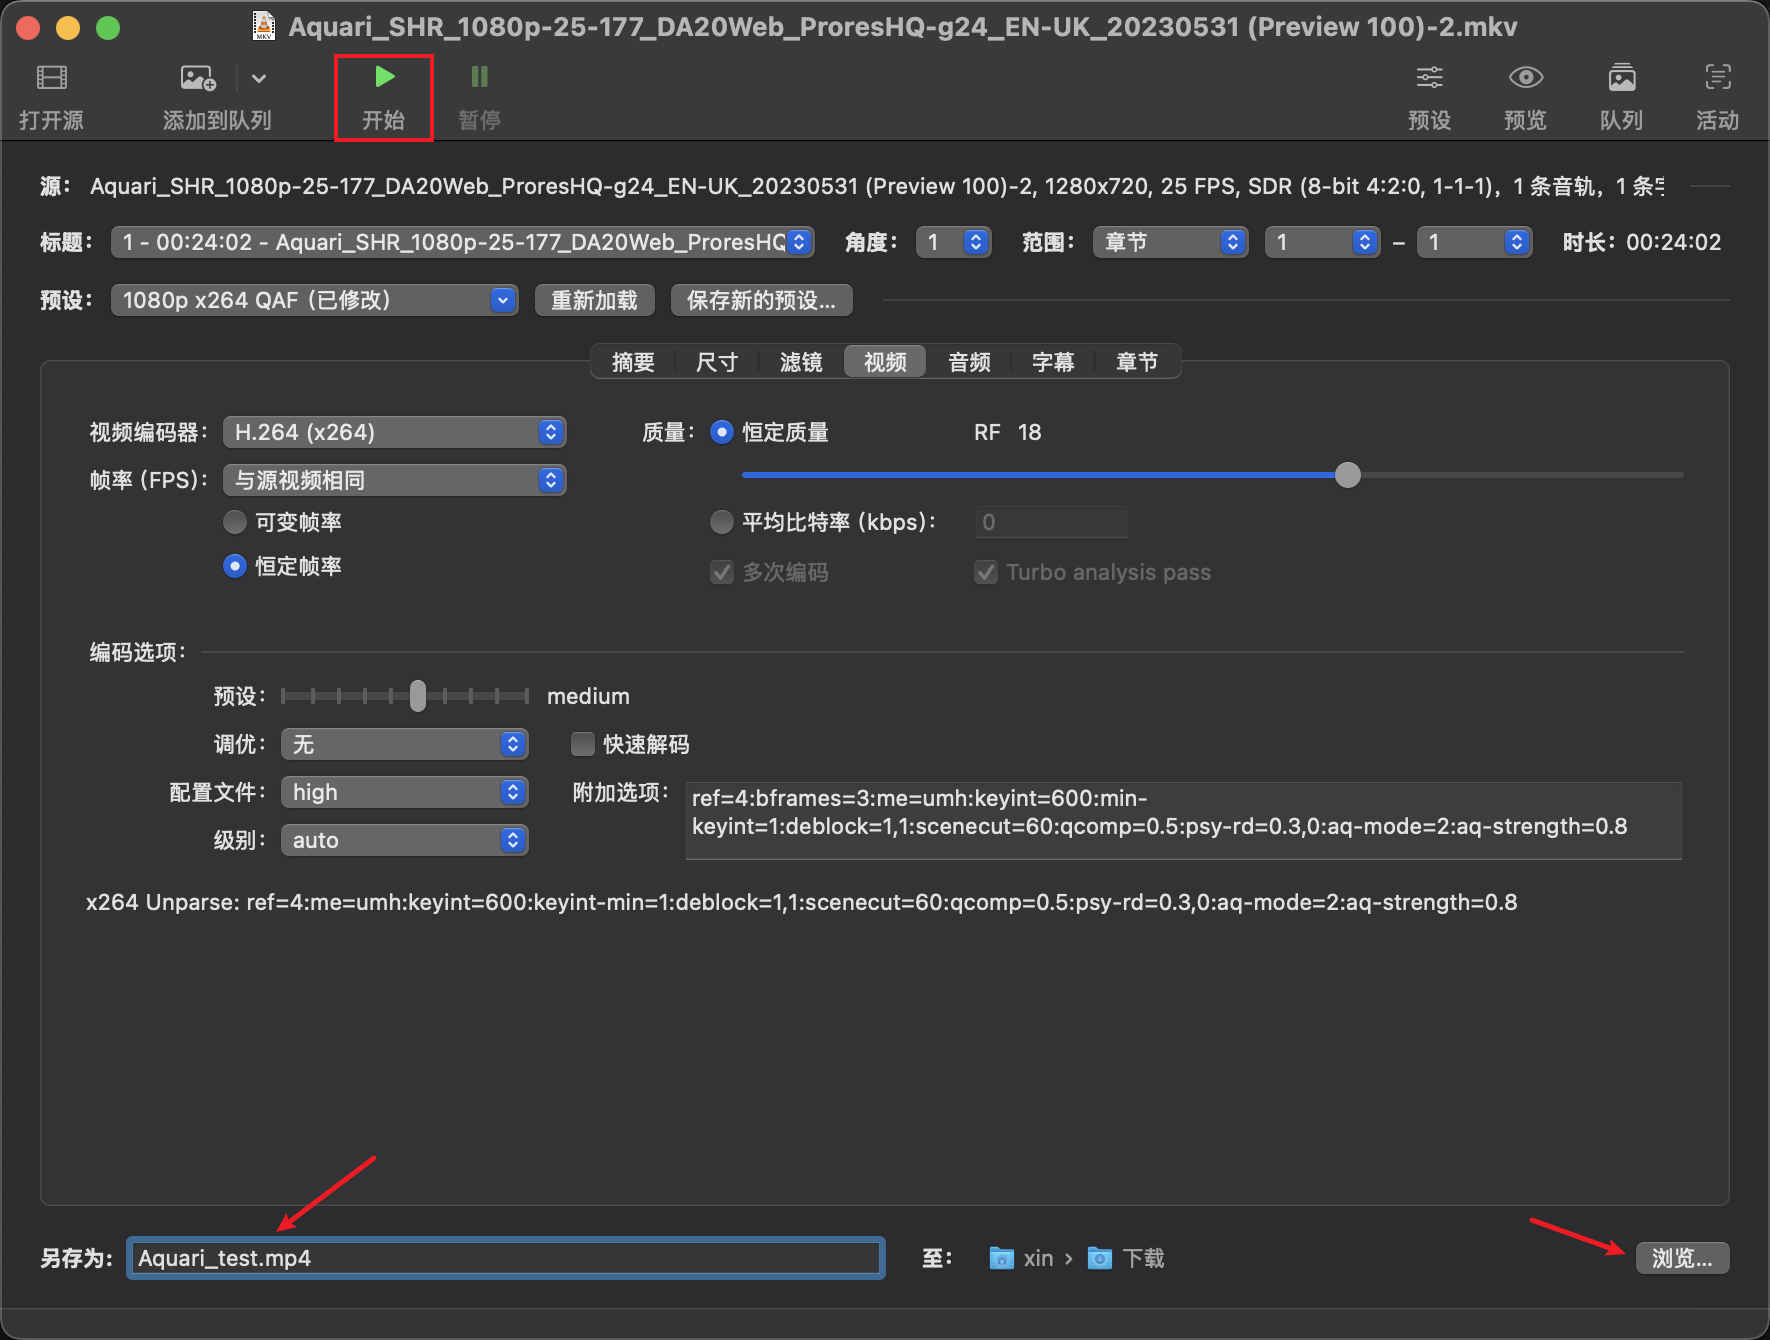 Aquari_SHR_1080p-25-177_DA20Web_ProresHQ-g24_EN-UK_20230531 (Preview 100)-2.mkv
打开源 添加到队列 开始 暂停 预设 预览 队列 活动
源： Aquari_SHR_1080p-25-177_DA20Web_ProresHQ-g24_EN-UK_20230531 (Preview 100)-2, 1280x720, 25 FPS, SDR (8-bit 4:2:0, 1-1-1)，1 条音轨，1 条
标题： 1 - 00:24:02 - Aquari_SHR_1080p-25-177_DA20Web_ProresHQ 角度： 1 范围： 章节 1 – 1 时长：00:24:02
预设： 1080p x264 QAF（已修改） 重新加载 保存新的预设...
摘要 尺寸 滤镜 视频 音频 字幕 章节
视频编码器： H.264 (x264) 质量： 恒定质量 RF 18
帧率 (FPS)： 与源视频相同
可变帧率 平均比特率 (kbps)： 0
恒定帧率 多次编码 Turbo analysis pass
编码选项：
预设： medium
调优： 无 快速解码
配置文件： high 附加选项： ref=4:bframes=3:me=umh:keyint=600:min-
keyint=1:deblock=1,1:scenecut=60:qcomp=0.5:psy-rd=0.3,0:aq-mode=2:aq-strength=0.8
级别： auto
x264 Unparse: ref=4:me=umh:keyint=600:keyint-min=1:deblock=1,1:scenecut=60:qcomp=0.5:psy-rd=0.3,0:aq-mode=2:aq-strength=0.8
另存为: Aquari_test.mp4 至： xin › 下载 浏览...